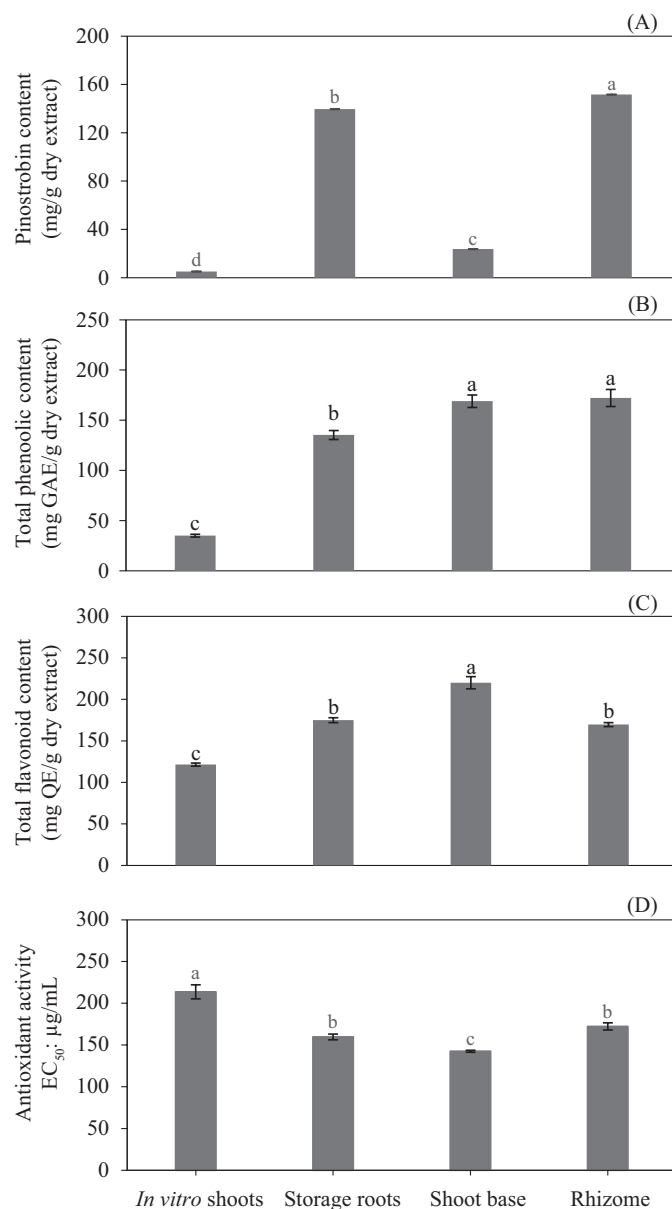 (A)
Pinostrobin content
(mg/g dry extract)
200
160
120
80
40
0
d
b
c
a
(B)
Total phenoolic content
(mg GAE/g dry extract)
250
200
150
100
50
0
c
b
a
a
(C)
Total flavonoid content
(mg QE/g dry extract)
300
250
200
150
100
50
0
c
b
a
b
(D)
Antioxidant activity
EC₅₀: µg/mL
300
250
200
150
100
50
0
a
b
c
b
In vitro shoots
Storage roots
Shoot base
Rhizome